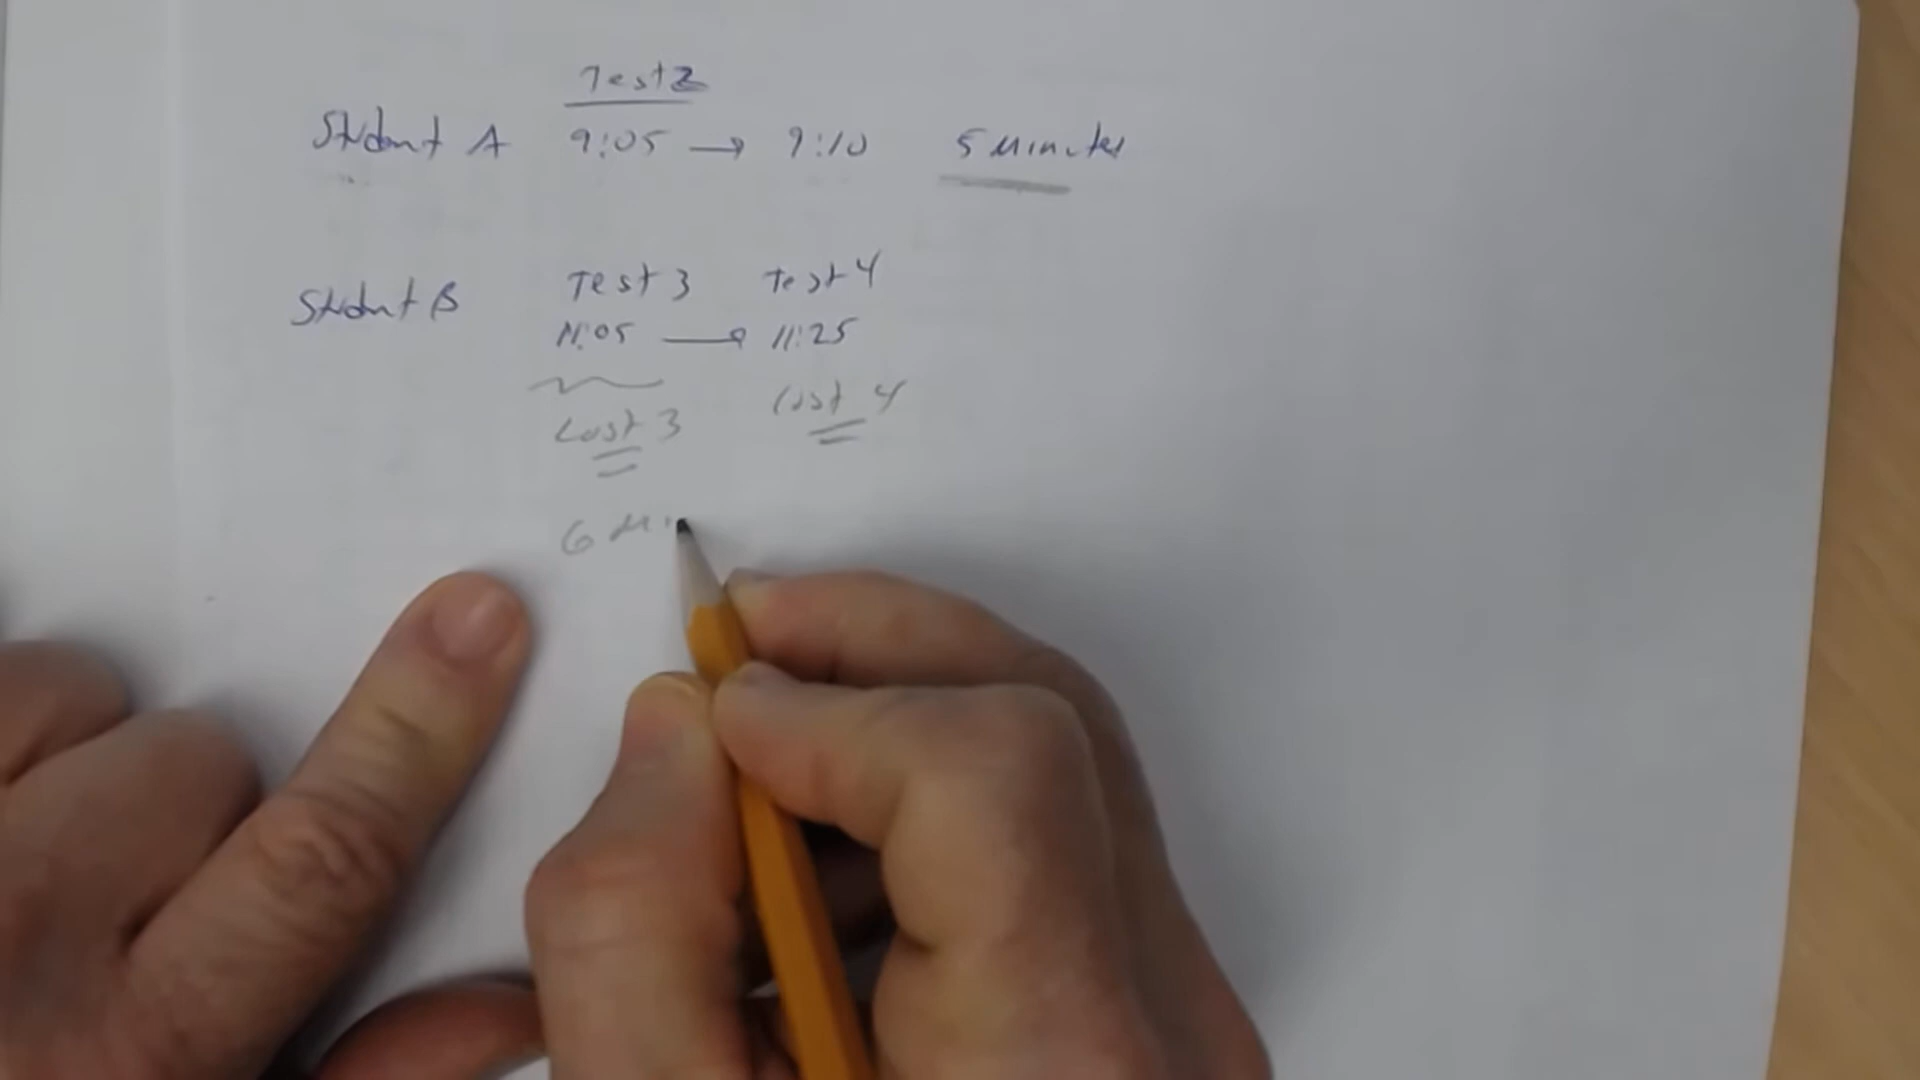 Test 2
Student A 9:05 → 9:10 5 minutes
Student B Test 3 Test 4
11:05 → 11:25
Lost 3 Lost 4
6 Mi